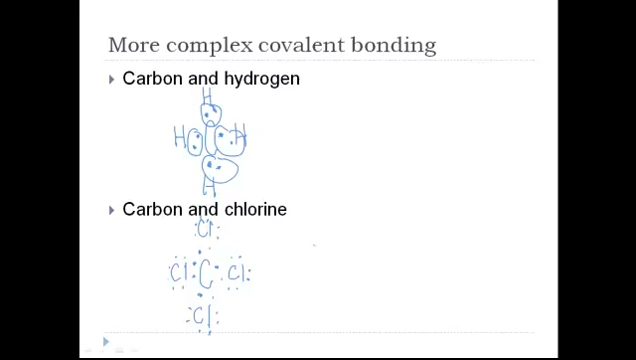 More complex covalent bonding
Carbon and hydrogen
H
H C H
H
Carbon and chlorine
Cl
Cl C Cl
Cl